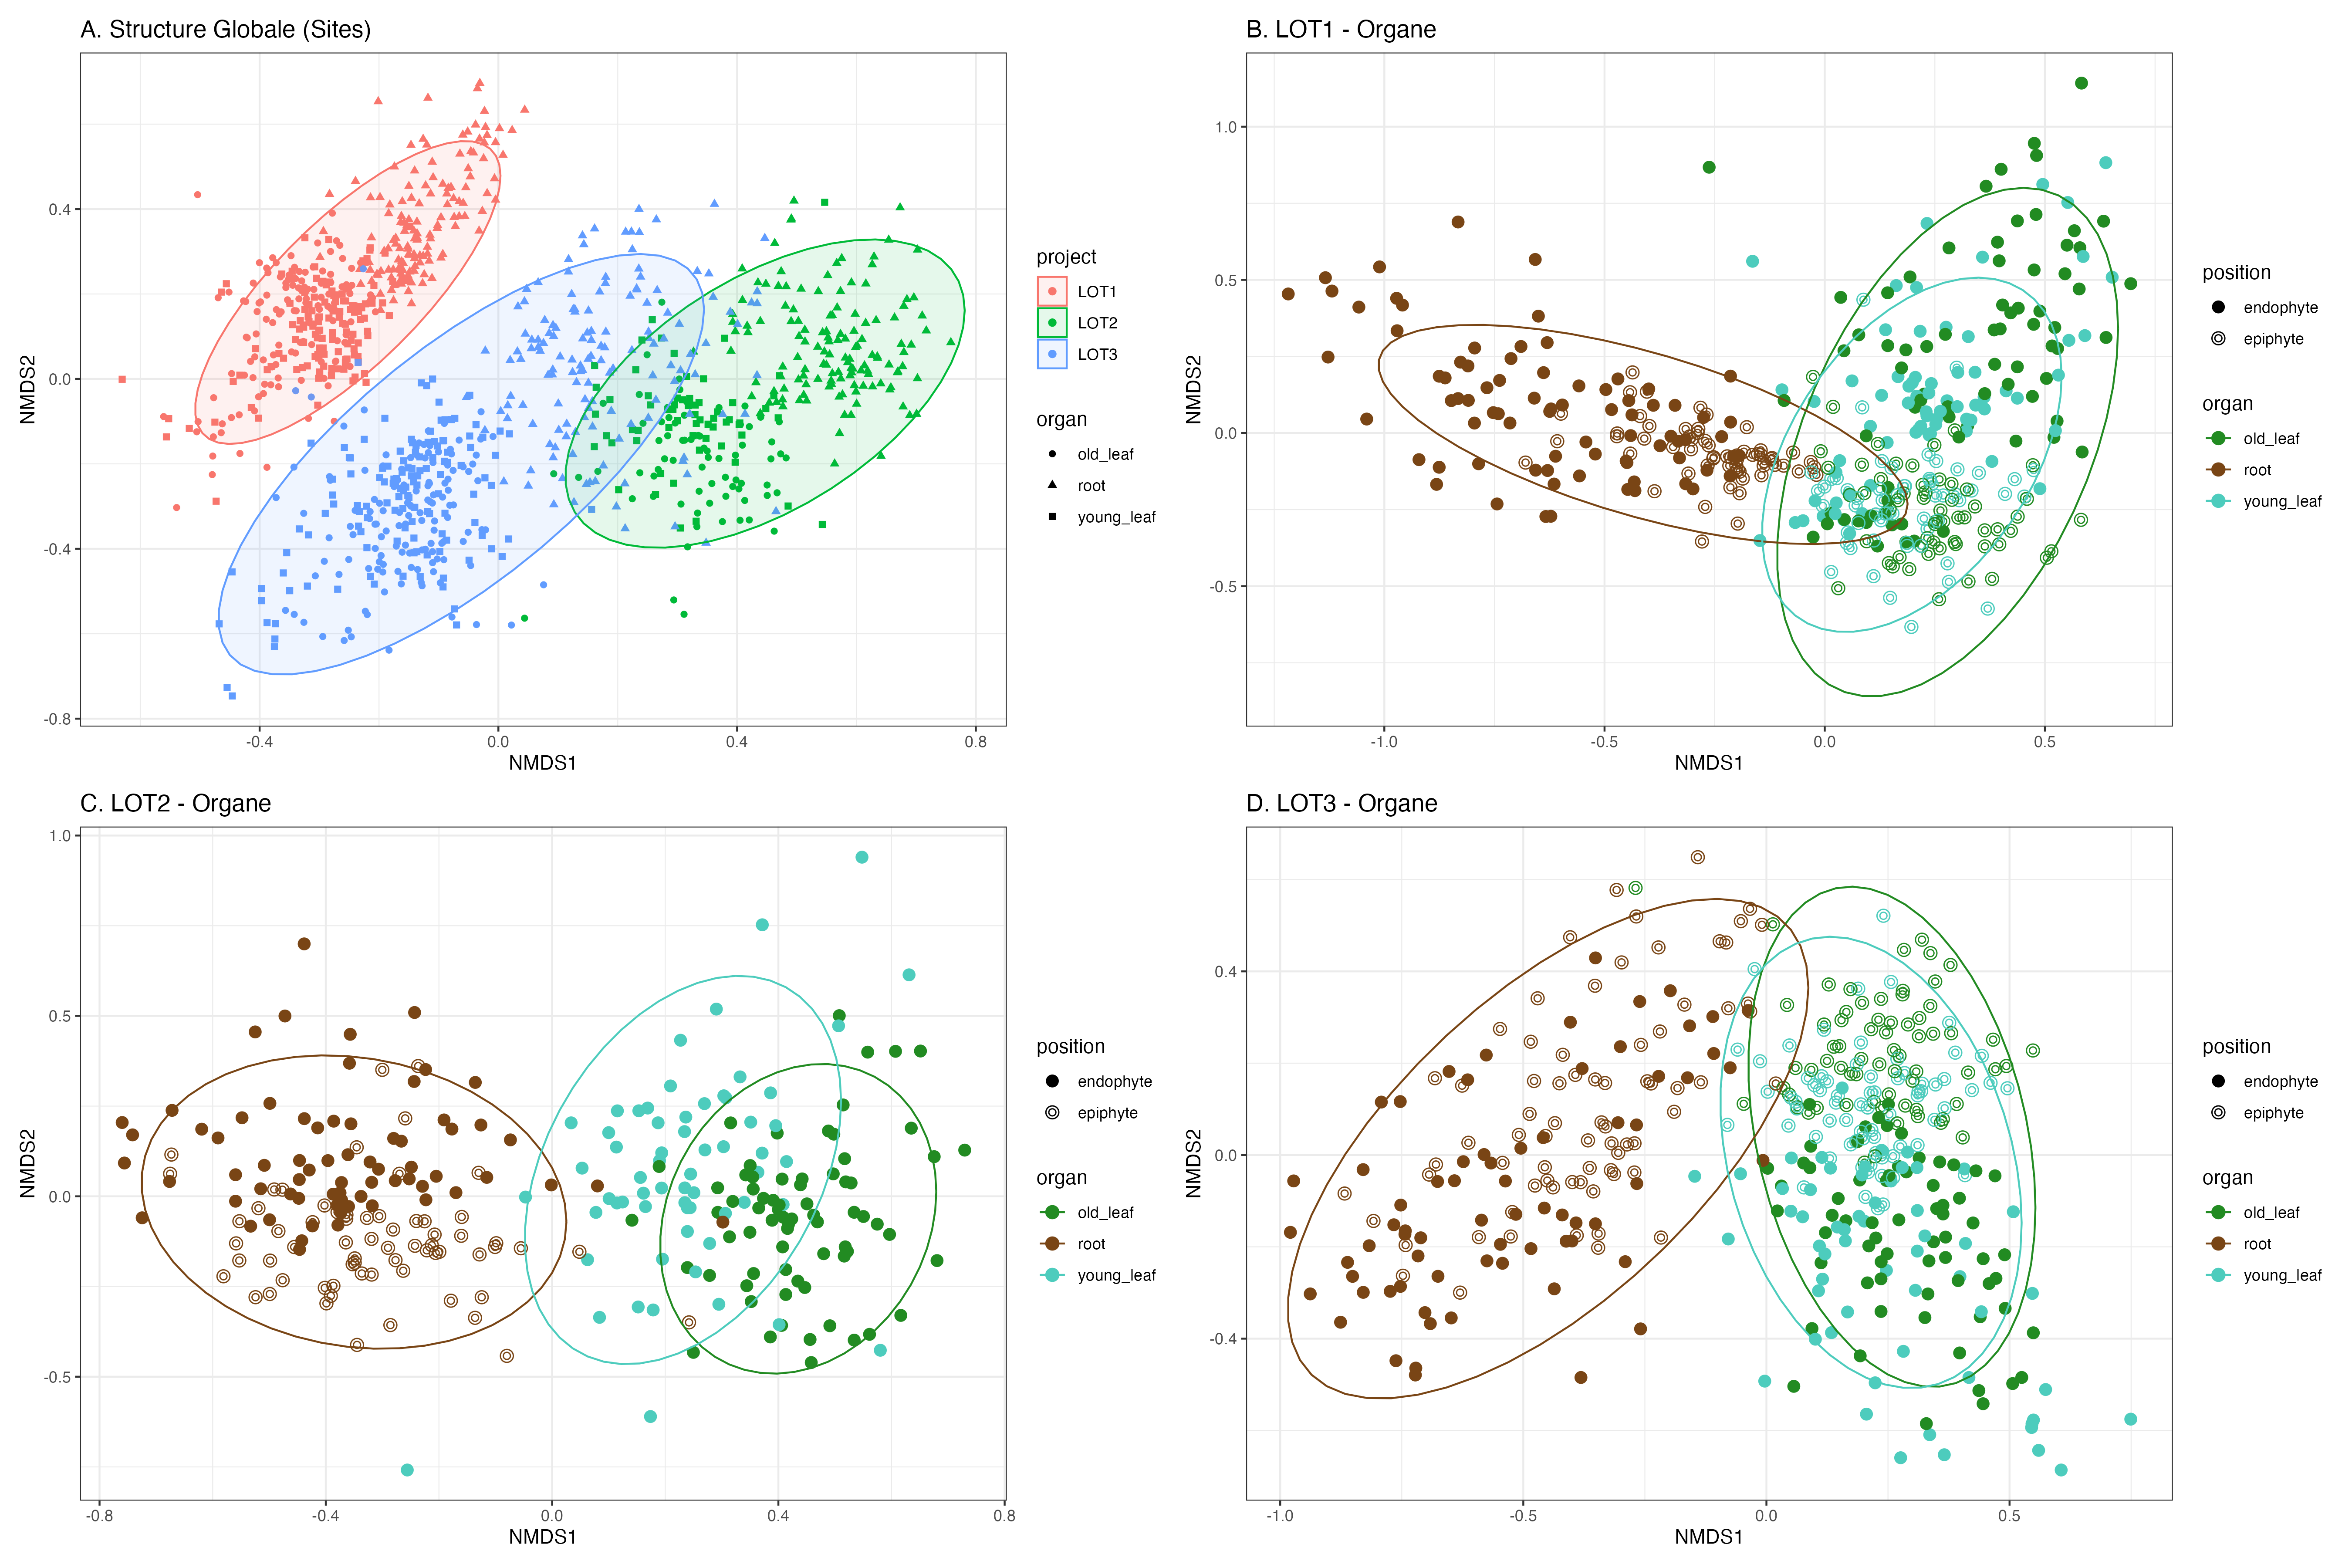 A. Structure Globale (Sites)
NMDS2
0.4
0.0
-0.4
-0.8
-0.4
0.0
0.4
0.8
NMDS1
project
LOT1
LOT2
LOT3
organ
old_leaf
root
young_leaf
B. LOT1 - Organe
NMDS2
1.0
0.5
0.0
-0.5
-1.0
-0.5
0.0
0.5
NMDS1
position
endophyte
epiphyte
organ
old_leaf
root
young_leaf
C. LOT2 - Organe
NMDS2
1.0
0.5
0.0
-0.5
-0.8
-0.4
0.0
0.4
0.8
NMDS1
position
endophyte
epiphyte
organ
old_leaf
root
young_leaf
D. LOT3 - Organe
NMDS2
0.4
0.0
-0.4
-1.0
-0.5
0.0
0.5
NMDS1
position
endophyte
epiphyte
organ
old_leaf
root
young_leaf